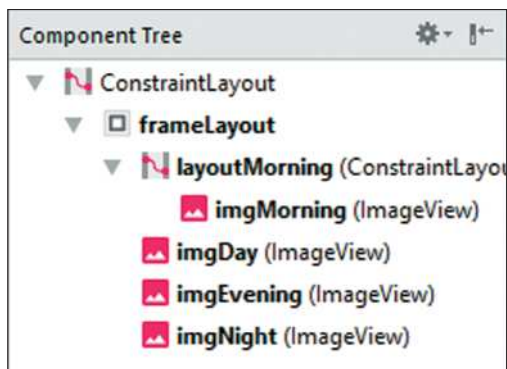 Component Tree
ConstraintLayout
frameLayout
layoutMorning (ConstraintLayou
imgMorning (ImageView)
imgDay (ImageView)
imgEvening (ImageView)
imgNight (ImageView)